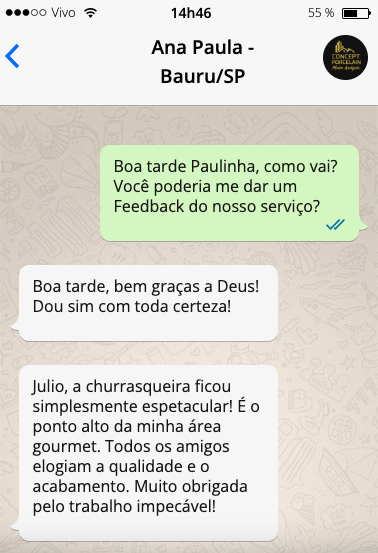 Vivo
14h46
55 %
Ana Paula -
Bauru/SP
CONCEPT
PORCELAIN
Boa tarde Paulinha, como vai?
Você poderia me dar um
Feedback do nosso serviço?
Boa tarde, bem graças a Deus!
Dou sim com toda certeza!
Julio, a churrasqueira ficou
simplesmente espetacular! É o
ponto alto da minha área
gourmet. Todos os amigos
elogiam a qualidade e o
acabamento. Muito obrigada
pelo trabalho impecável!